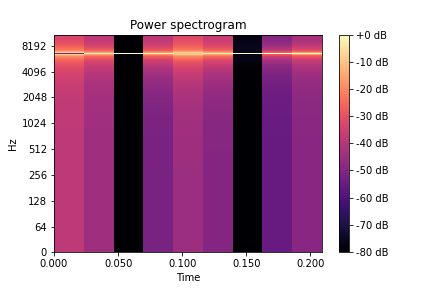 Power spectrogram
Hz
8192
4096
2048
1024
512
256
128
64
0
0.000 0.050 0.100 0.150 0.200
Time
+0 dB
-10 dB
-20 dB
-30 dB
-40 dB
-50 dB
-60 dB
-70 dB
-80 dB